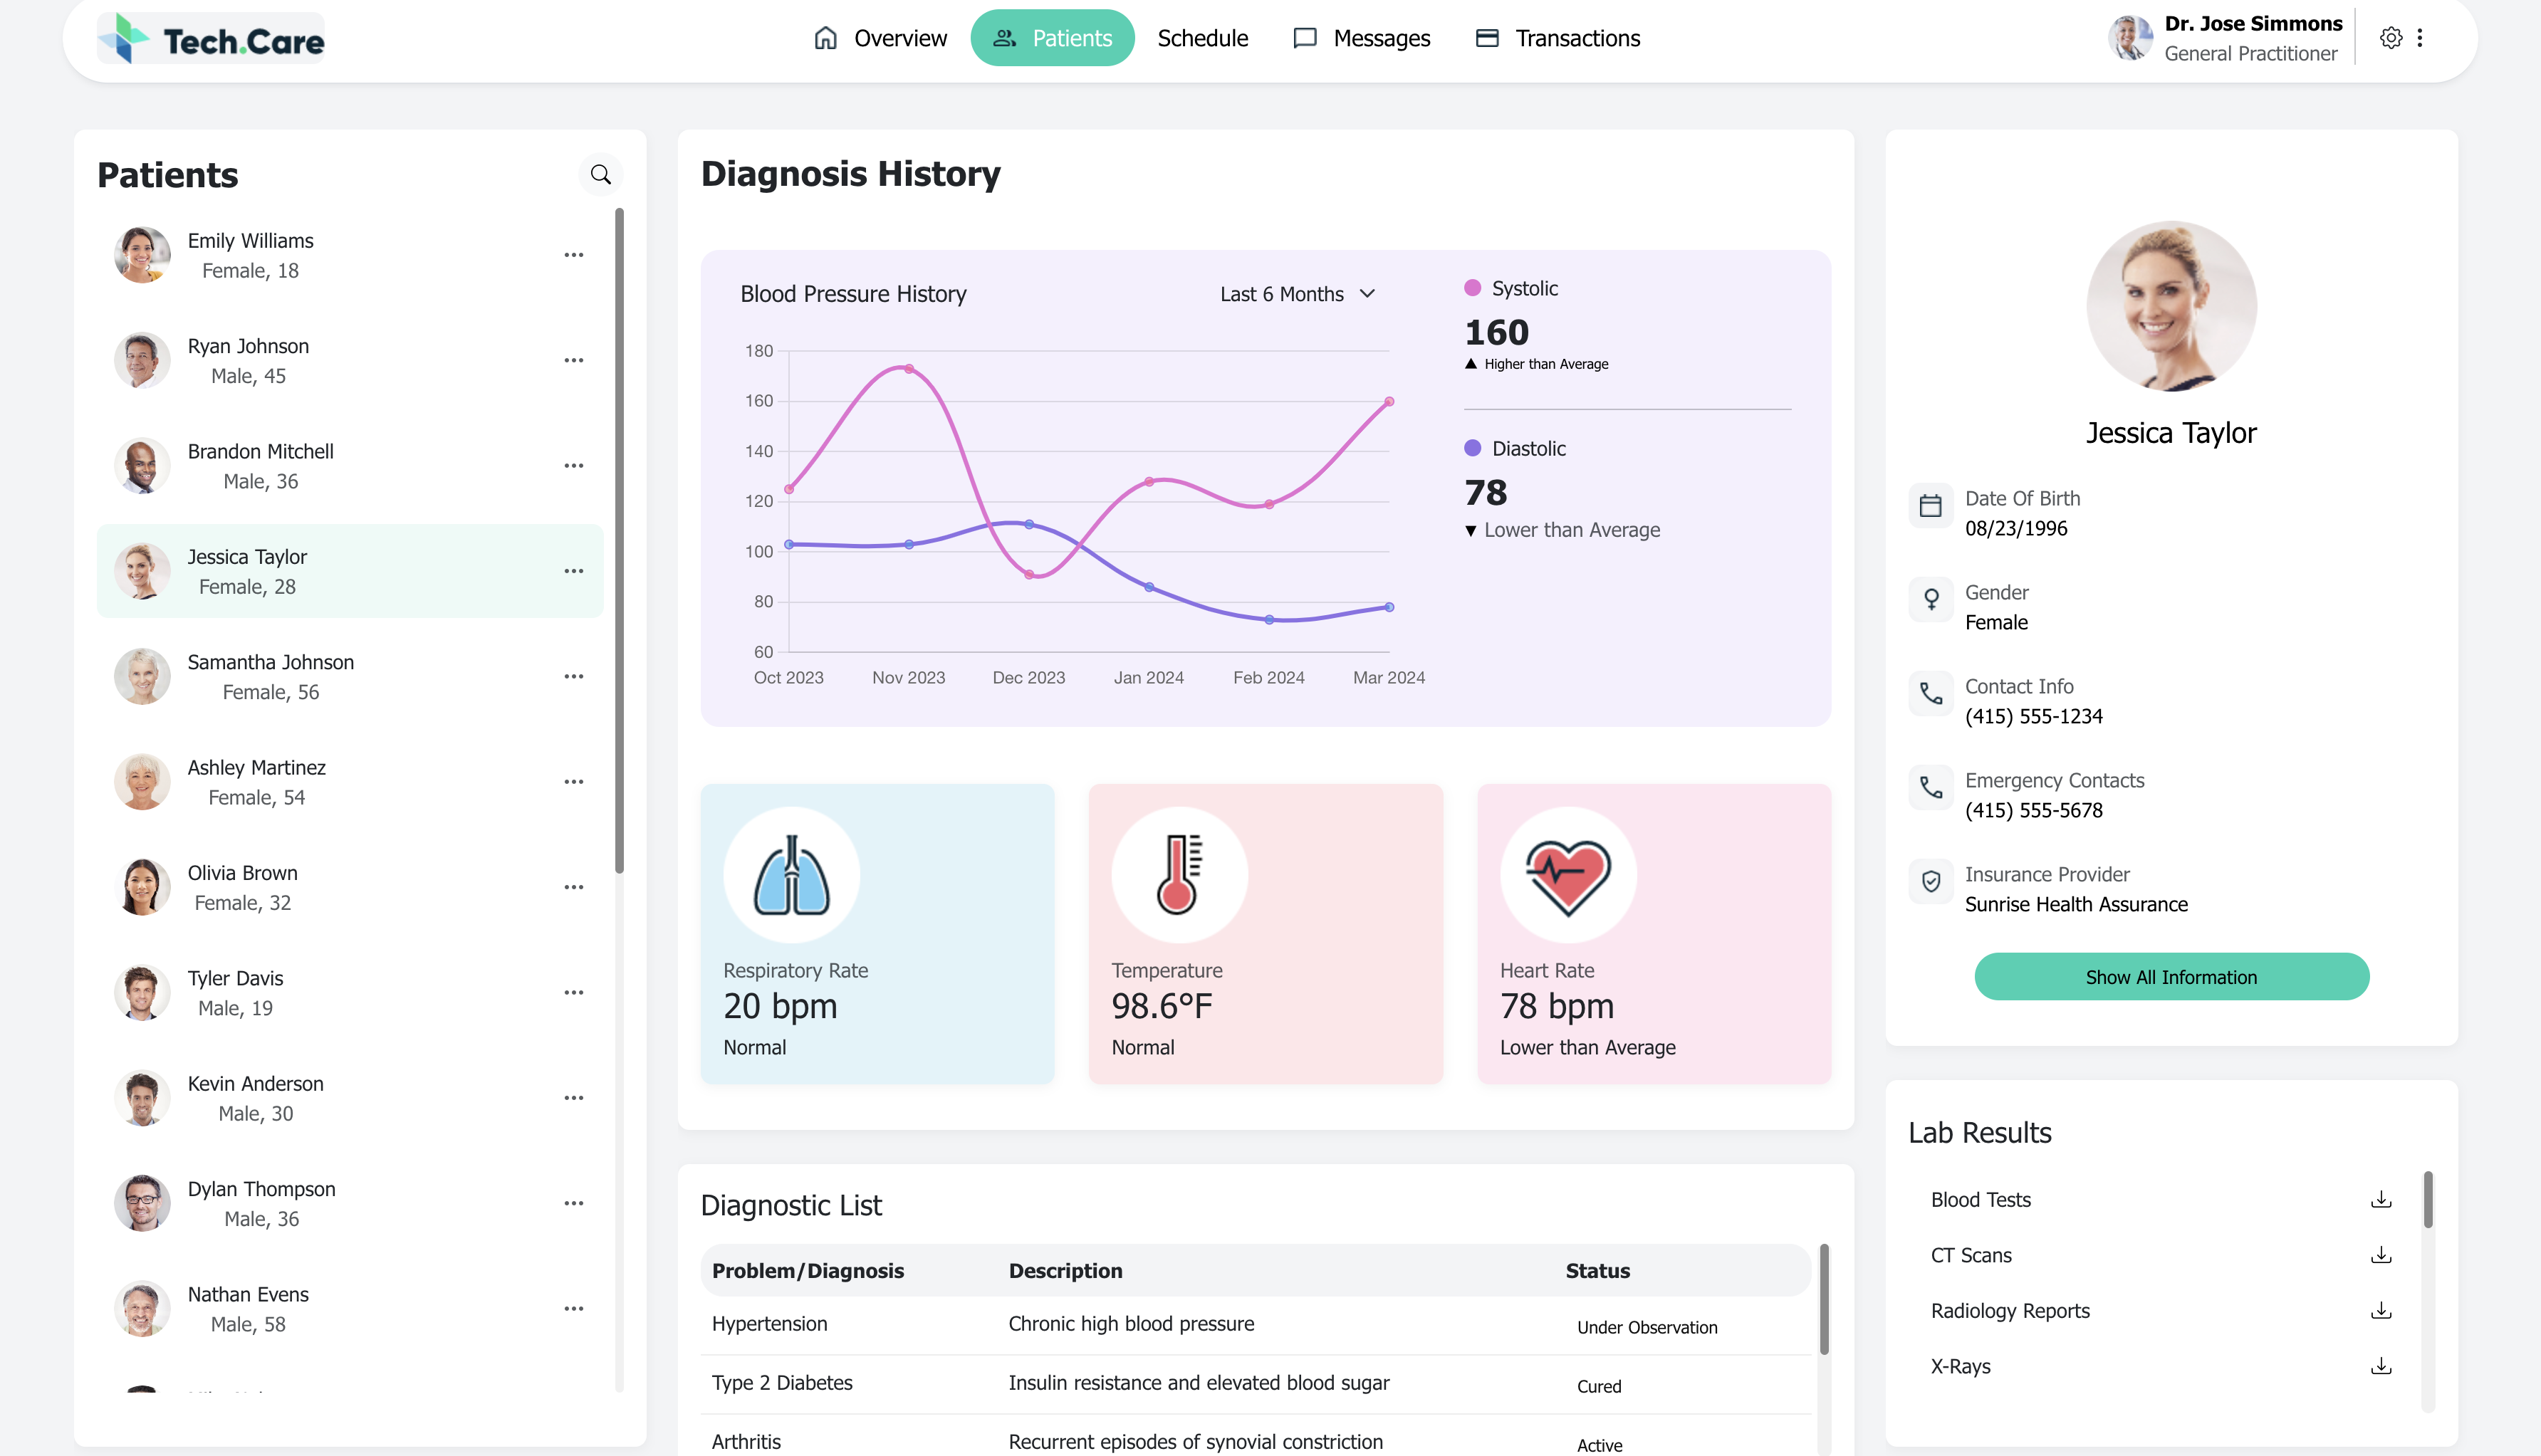 Tech.Care
Overview
Patients
Schedule
Messages
Transactions
Dr. Jose Simmons
General Practitioner
Patients
Emily Williams
Female, 18
Ryan Johnson
Male, 45
Brandon Mitchell
Male, 36
Jessica Taylor
Female, 28
Samantha Johnson
Female, 56
Ashley Martinez
Female, 54
Olivia Brown
Female, 32
Tyler Davis
Male, 19
Kevin Anderson
Male, 30
Dylan Thompson
Male, 36
Nathan Evens
Male, 58
Diagnosis History
Blood Pressure History
Last 6 Months
180
160
140
120
100
80
60
Oct 2023
Nov 2023
Dec 2023
Jan 2024
Feb 2024
Mar 2024
Systolic
160
Higher than Average
Diastolic
78
Lower than Average
Respiratory Rate
20 bpm
Normal
Temperature
98.6°F
Normal
Heart Rate
78 bpm
Lower than Average
Diagnostic List
Problem/Diagnosis Description Status
Hypertension Chronic high blood pressure Under Observation
Type 2 Diabetes Insulin resistance and elevated blood sugar Cured
Arthritis Recurrent episodes of synovial constriction Active
Jessica Taylor
Date Of Birth
08/23/1996
Gender
Female
Contact Info
(415) 555-1234
Emergency Contacts
(415) 555-5678
Insurance Provider
Sunrise Health Assurance
Show All Information
Lab Results
Blood Tests
CT Scans
Radiology Reports
X-Rays